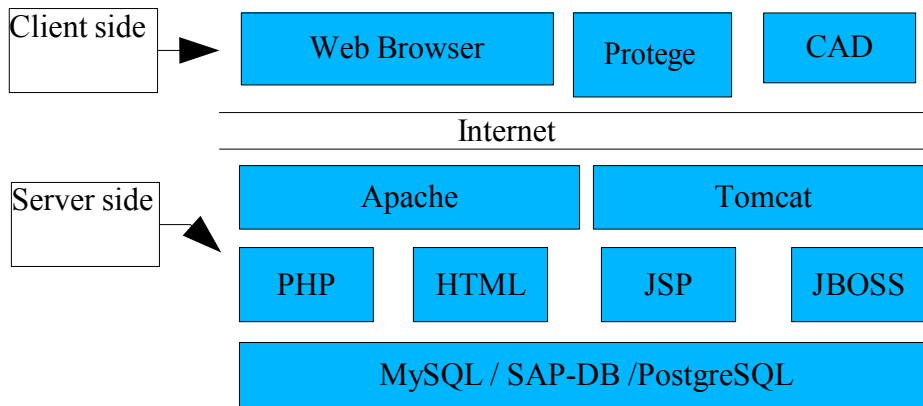 Client side
Web Browser
Protege
CAD
Internet
Server side
Apache
Tomcat
PHP
HTML
JSP
JBOSS
MySQL / SAP-DB /PostgreSQL